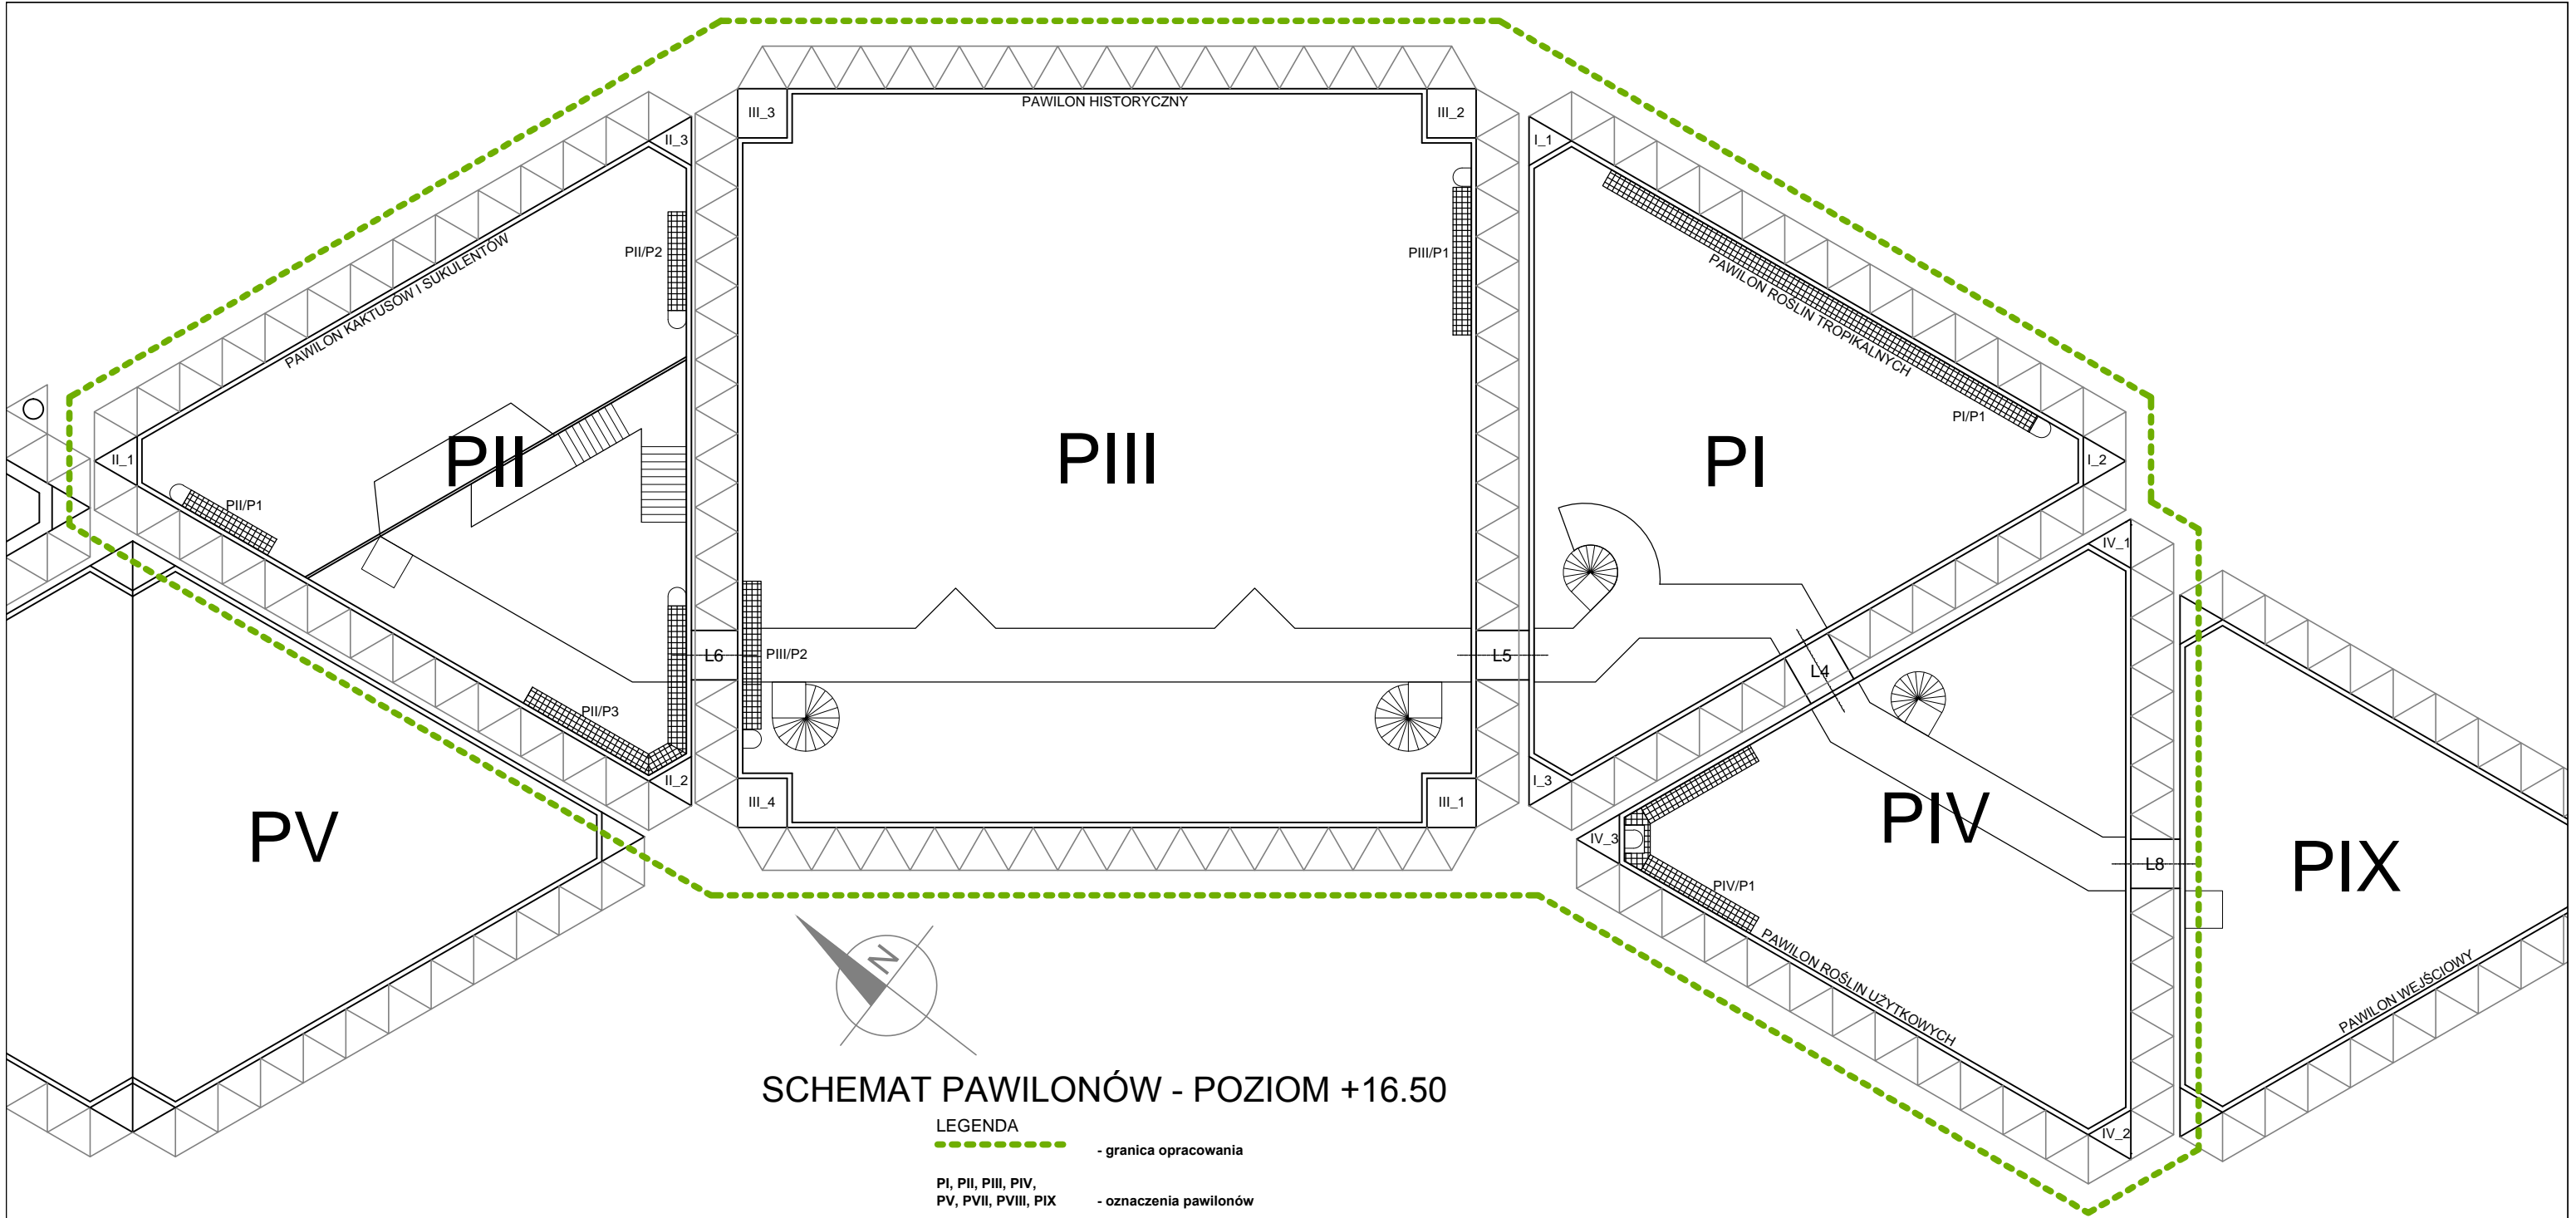 III_3
PAWILON HISTORYCZNY
III_2
II_3
I_1
PII/P2
PIII/P1
PAWILON KAKTUSÓW I SUKULENTÓW
PAWILON ROŚLIN TROPIKALNYCH
PI/P1
PII
PIII
PI
II_1
I_2
PII/P1
IV_1
L6
PIII/P2
L5
L4
PII/P3
II_2
III_4
III_1
I_3
PV
PIV
IV_3
L8
PIX
PIV/P1
PAWILON ROŚLIN UŻYTKOWYCH
PAWILON WEJŚCIOWY
N
IV_2
SCHEMAT PAWILONÓW - POZIOM +16.50
LEGENDA
- granica opracowania
PI, PII, PIII, PIV,
PV, PVII, PVIII, PIX - oznaczenia pawilonów